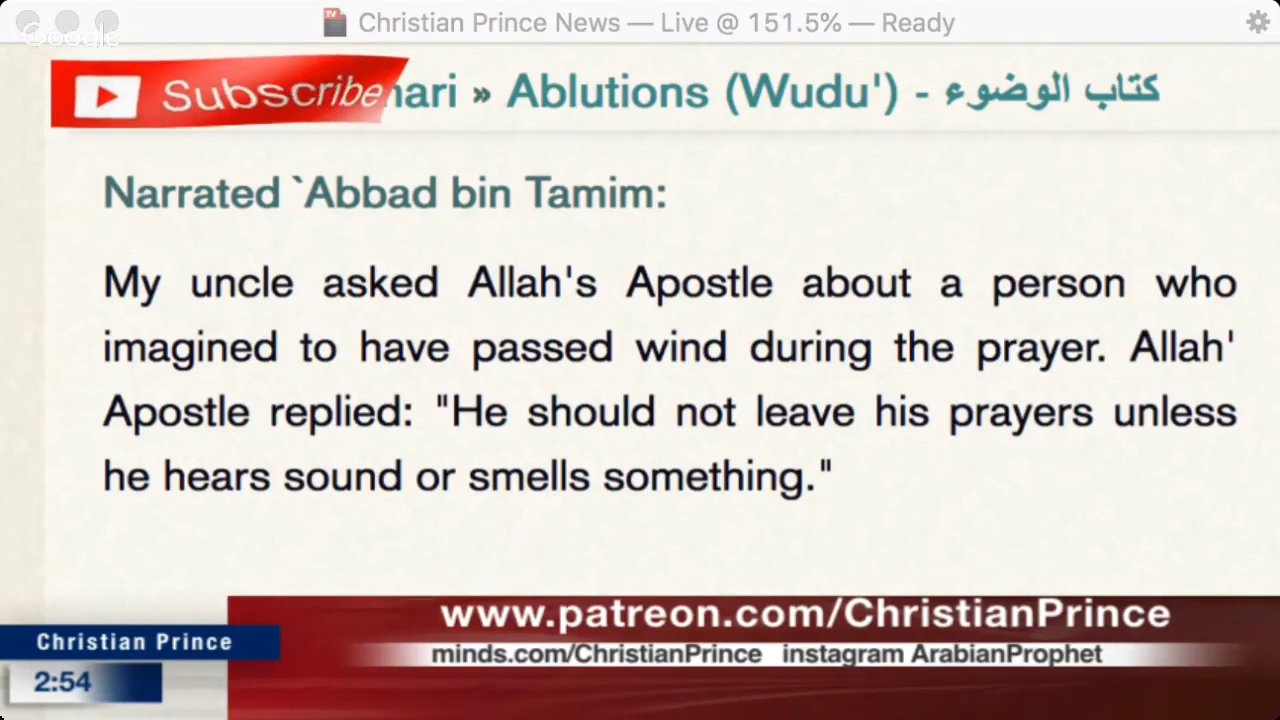 Christian Prince News — Live @ 151.5% — Ready
Google
Subscribe hari » Ablutions (Wudu') - كتاب الوضوء
Narrated `Abbad bin Tamim:
My uncle asked Allah's Apostle about a person who
imagined to have passed wind during the prayer. Allah'
Apostle replied: "He should not leave his prayers unless
he hears sound or smells something."
www.patreon.com/ChristianPrince
Christian Prince
minds.com/ChristianPrince instagram ArabianProphet
2:54